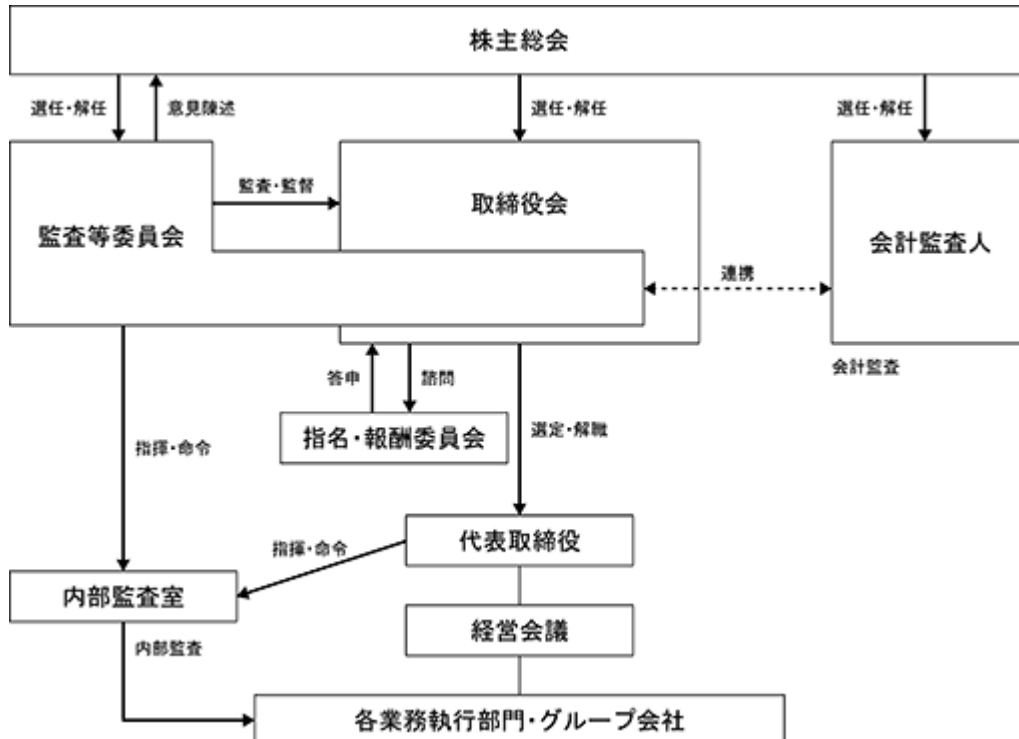 株主総会
選任・解任
意見陳述
選任・解任
選任・解任
監査等委員会
監査・監督
取締役会
会計監査人
連携
会計監査
答申
諮問
指名・報酬委員会
選定・解職
指揮・命令
代表取締役
指揮・命令
内部監査室
経営会議
内部監査
各業務執行部門・グループ会社